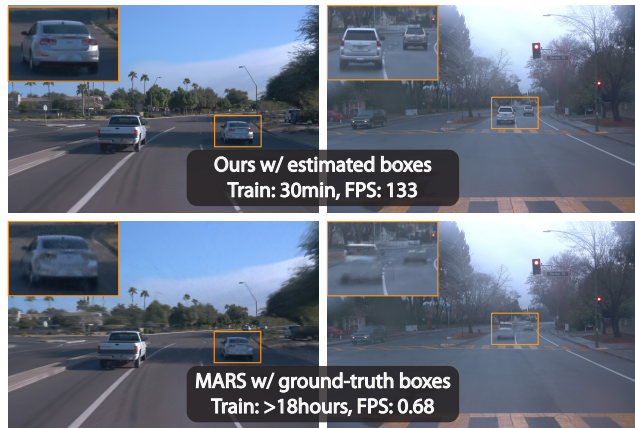 Ours w/ estimated boxes
Train: 30min, FPS: 133
MARS w/ ground-truth boxes
Train: >18hours, FPS: 0.68